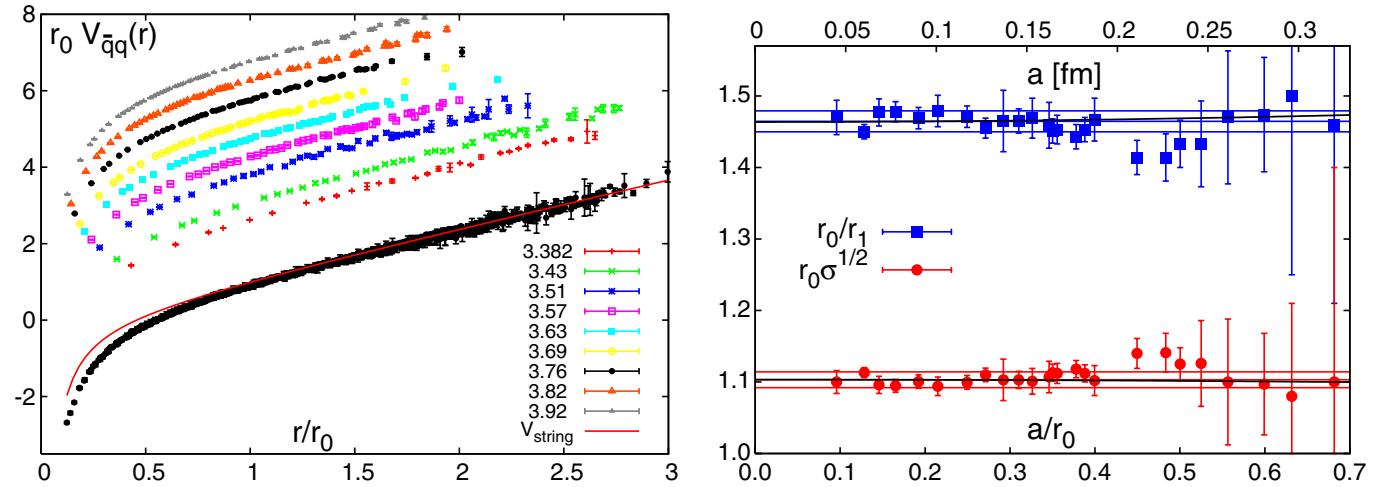 r₀ V_q̄q(r)
8
6
4
2
0
-2
3.382
3.43
3.51
3.57
3.63
3.69
3.76
3.82
3.92
V_string
r/r₀
0 0.5 1 1.5 2 2.5 3
0 0.05 0.1 0.15 0.2 0.25 0.3
a [fm]
1.5
1.4
1.3
1.2
1.1
1.0
r₀/r₁
r₀σ^1/2
a/r₀
0.0 0.1 0.2 0.3 0.4 0.5 0.6 0.7